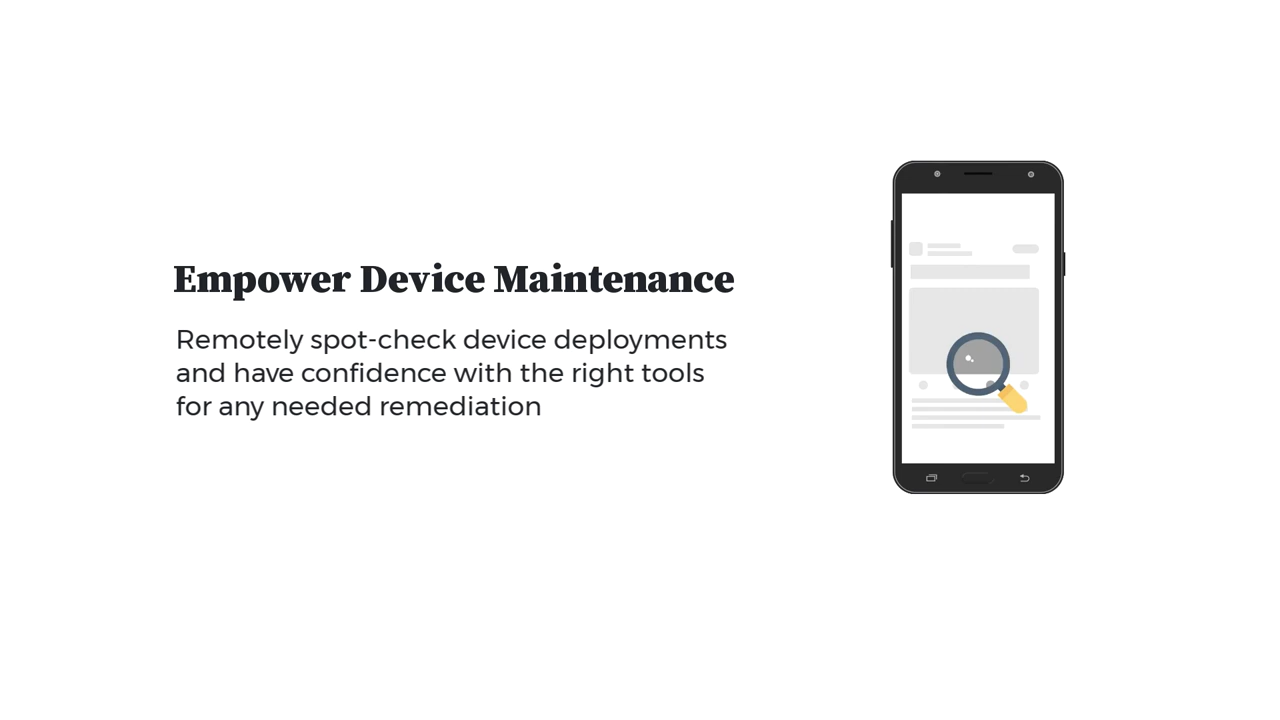 Empower Device Maintenance
Remotely spot-check device deployments
and have confidence with the right tools
for any needed remediation